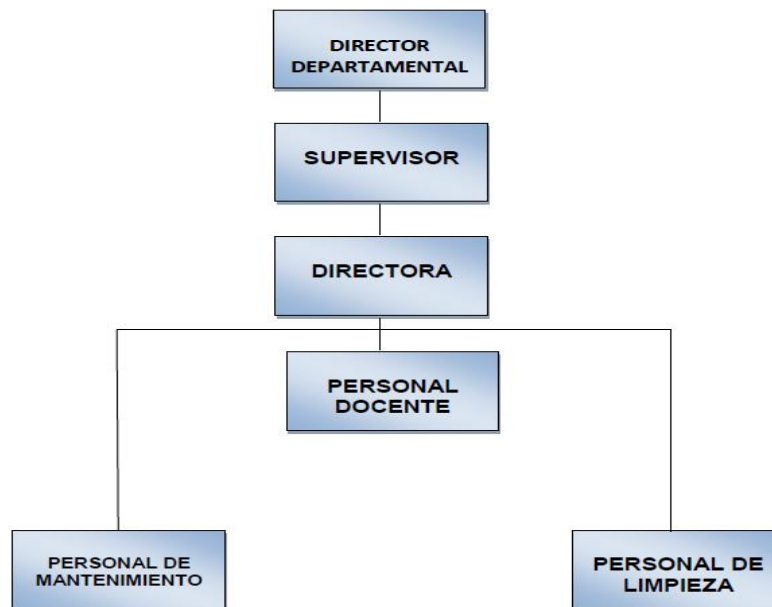 DIRECTOR
DEPARTAMENTAL
SUPERVISOR
DIRECTORA
PERSONAL
DOCENTE
PERSONAL DE
MANTENIMIENTO
PERSONAL DE
LIMPIEZA